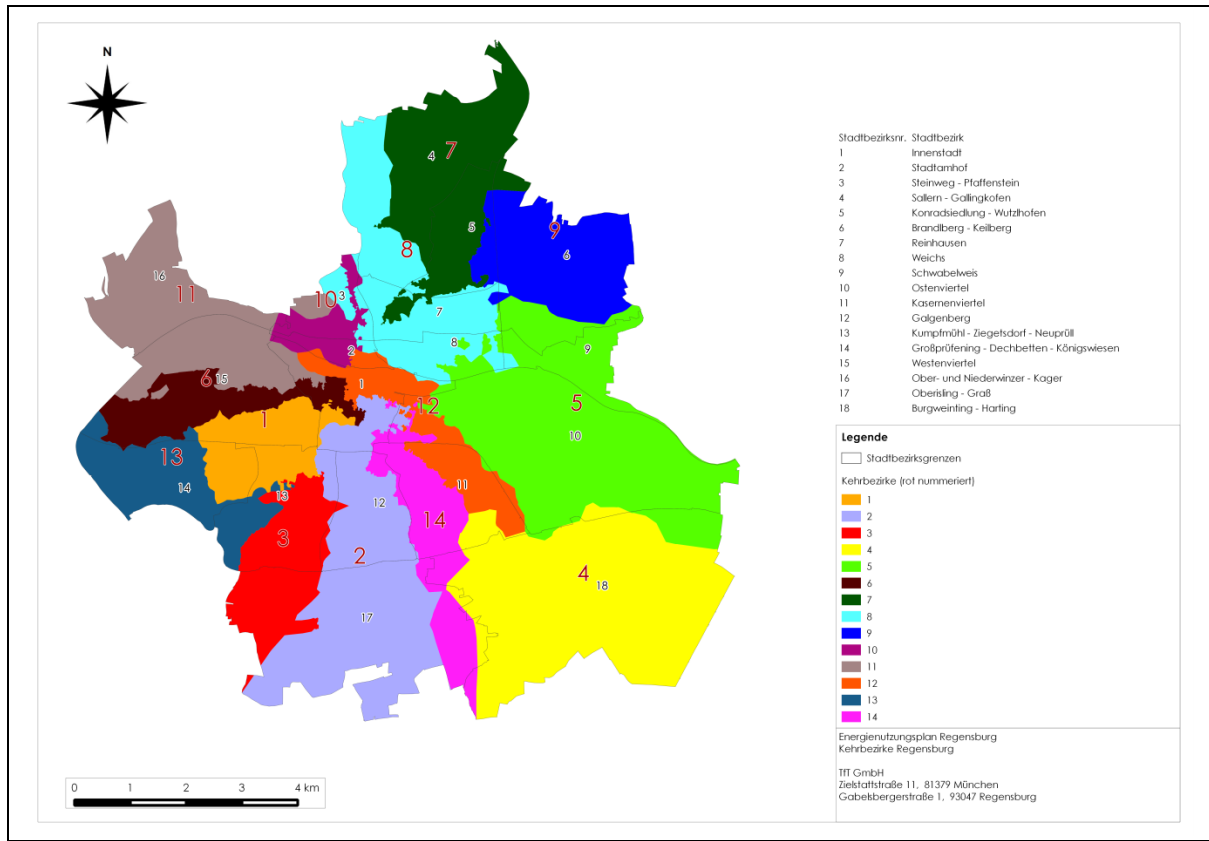 N
4
7
5
9
6
8
16
11
10
3
7
2
8
9
6
15
1
12
5
1
10
13
14
13
11
12
14
3
2
4
18
17
0 1 2 3 4 km
Stadtbezirksnr. Stadtbezirk
1 Innenstadt
2 Stadtamhof
3 Steinweg - Pfaffenstein
4 Sallern - Gallingkofen
5 Konradsiedlung - Wutzlhofen
6 Brandlberg - Keilberg
7 Reinhausen
8 Weichs
9 Schwabelweis
10 Ostenviertel
11 Kasernenviertel
12 Galgenberg
13 Kumpfmühl - Ziegetsdorf - Neuprüll
14 Großprüfening - Dechbetten - Königswiesen
15 Westenviertel
16 Ober- und Niederwinzer - Kager
17 Oberisling - Graß
18 Burgweinting - Harting
Legende
Stadtbezirksgrenzen
Kehrbezirke (rot nummeriert)
1
2
3
4
5
6
7
8
9
10
11
12
13
14
Energienutzungsplan Regensburg
Kehrbezirke Regensburg
TfT GmbH
Zielstattstraße 11, 81379 München
Gabelsbergerstraße 1, 93047 Regensburg